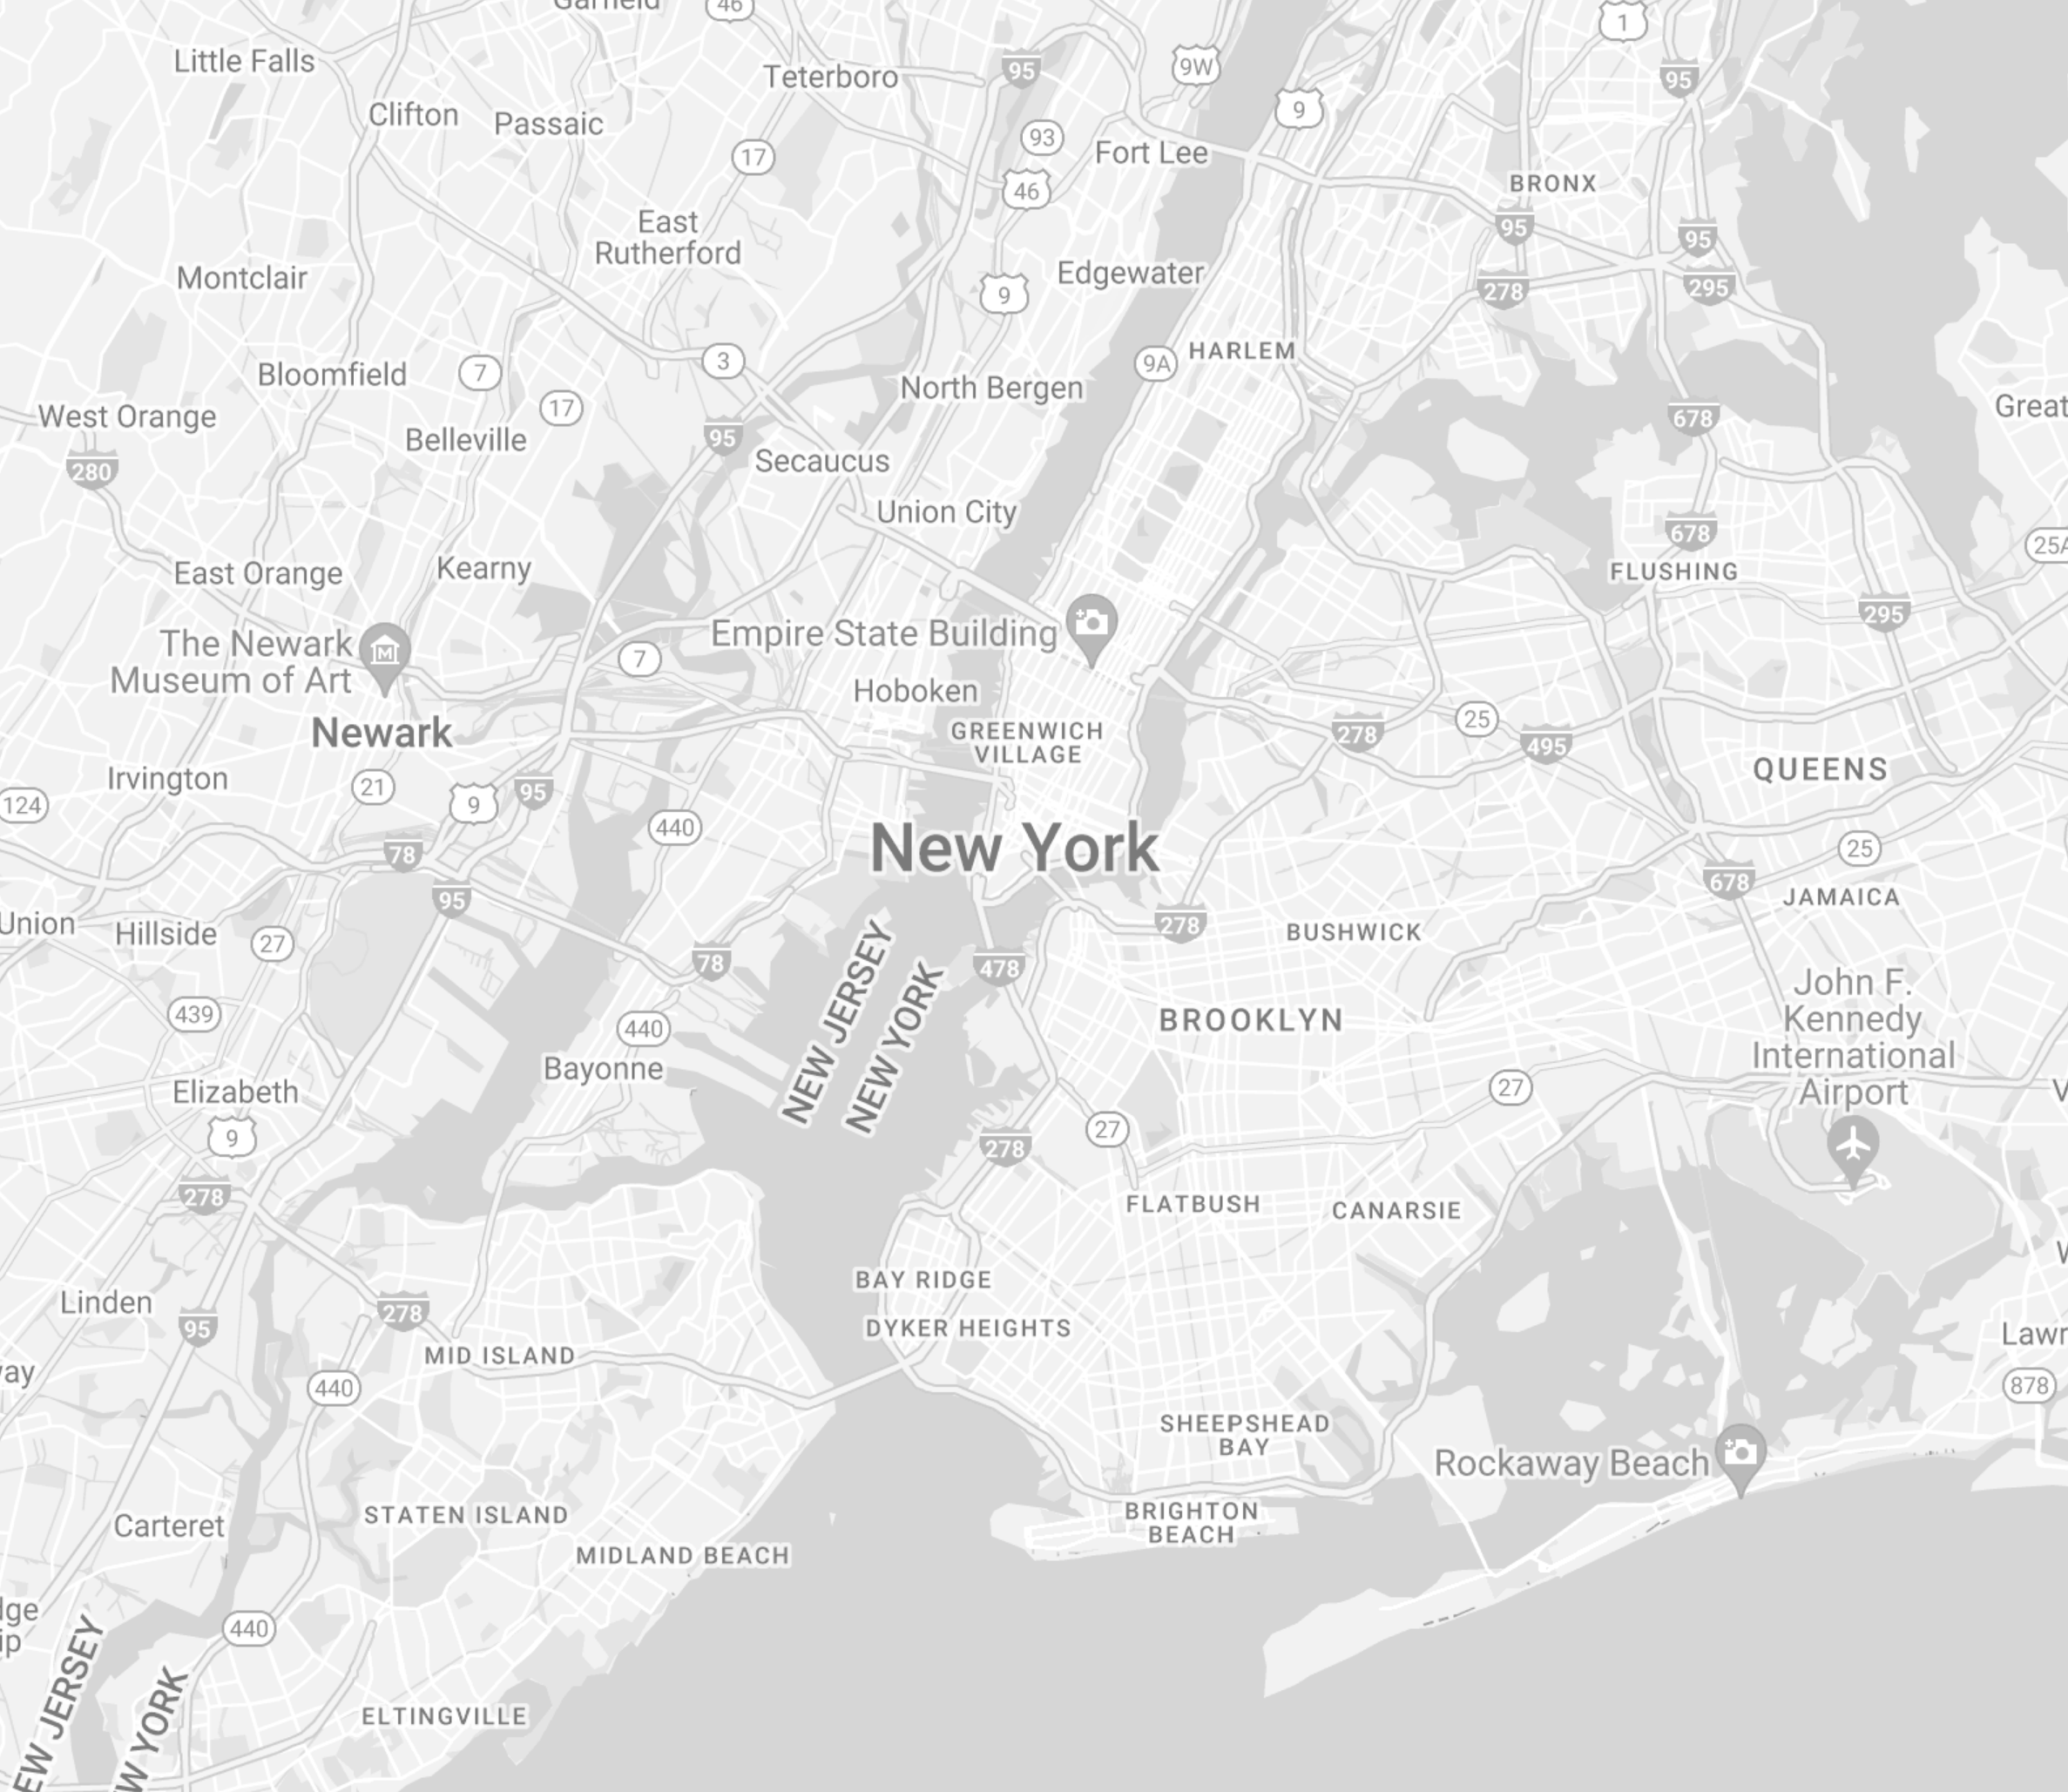 Garfield
46
1
Little Falls
Teterboro
95
9W
95
Clifton
Passaic
9
93
17
Fort Lee
46
BRONX
East
Rutherford
95
95
Montclair
Edgewater
9
278
295
HARLEM
3
9A
Bloomfield
7
North Bergen
17
Great
West Orange
678
Belleville
95
280
Secaucus
Union City
678
25A
East Orange
Kearny
FLUSHING
295
The Newark
Museum of Art
Empire State Building
7
Hoboken
Newark
GREENWICH
VILLAGE
278
25
495
QUEENS
Irvington
21
9
95
124
440
New York
78
25
678
95
JAMAICA
Union
Hillside
27
278
BUSHWICK
78
478
NEW JERSEY
NEW YORK
John F.
Kennedy
International
Airport
439
440
BROOKLYN
Bayonne
Elizabeth
27
9
27
278
278
FLATBUSH
CANARSIE
BAY RIDGE
Linden
278
95
DYKER HEIGHTS
MID ISLAND
Lawr
way
440
878
SHEEPSHEAD
BAY
Rockaway Beach
STATEN ISLAND
BRIGHTON
BEACH
Carteret
MIDLAND BEACH
440
NEW JERSEY
NEW YORK
ELTINGVILLE